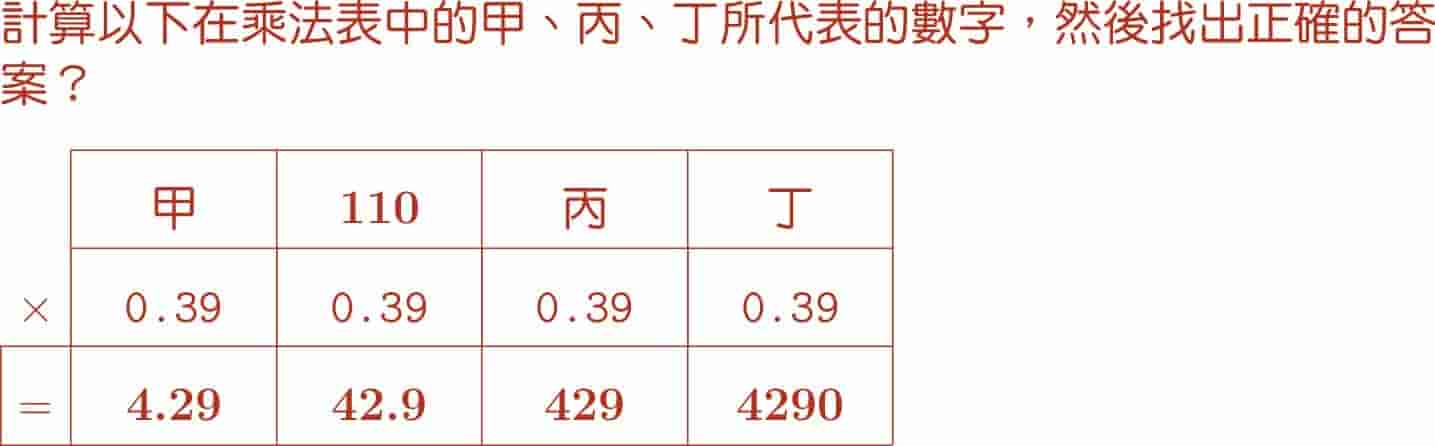 計算以下在乘法表中的甲、丙、丁所代表的數字，然後找出正確的答
案？
甲 110 丙 丁
× 0.39 0.39 0.39 0.39
= 4.29 42.9 429 4290